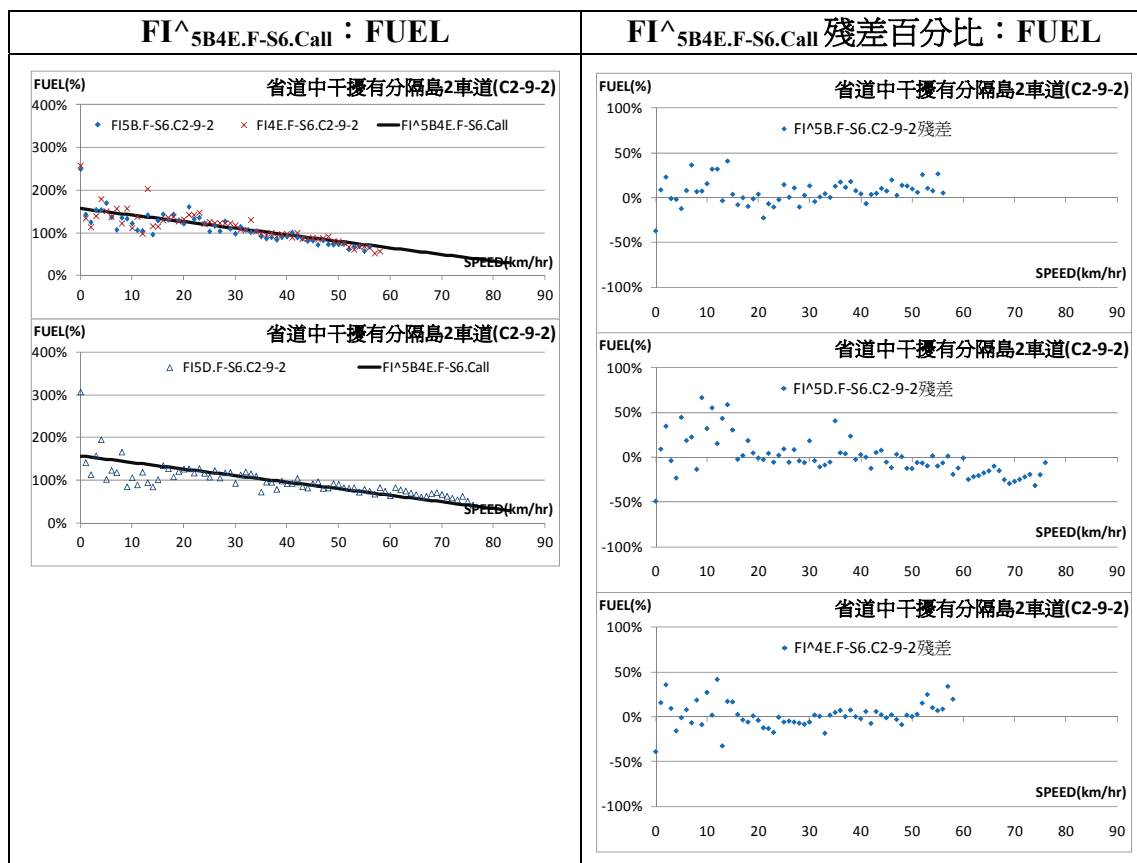 FI^5B4E.F-S6.Call：FUEL
FI^5B4E.F-S6.Call 殘差百分比：FUEL
FUEL(%)
省道中干擾有分隔島2車道(C2-9-2)
400%
FI5B.F-S6.C2-9-2
FI4E.F-S6.C2-9-2
FI^5B4E.F-S6.Call
300%
200%
100%
SPEED(km/hr)
0%
0 10 20 30 40 50 60 70 80 90
FUEL(%)
省道中干擾有分隔島2車道(C2-9-2)
400%
FI5D.F-S6.C2-9-2
FI^5B4E.F-S6.Call
300%
200%
100%
SPEED(km/hr)
0%
0 10 20 30 40 50 60 70 80 90
FUEL(%)
省道中干擾有分隔島2車道(C2-9-2)
100%
FI^5B.F-S6.C2-9-2殘差
50%
0%
-50%
SPEED(km/hr)
-100%
0 10 20 30 40 50 60 70 80 90
FUEL(%)
省道中干擾有分隔島2車道(C2-9-2)
100%
FI^5D.F-S6.C2-9-2殘差
50%
0%
-50%
SPEED(km/hr)
-100%
0 10 20 30 40 50 60 70 80 90
FUEL(%)
省道中干擾有分隔島2車道(C2-9-2)
100%
FI^4E.F-S6.C2-9-2殘差
50%
0%
-50%
SPEED(km/hr)
-100%
0 10 20 30 40 50 60 70 80 90